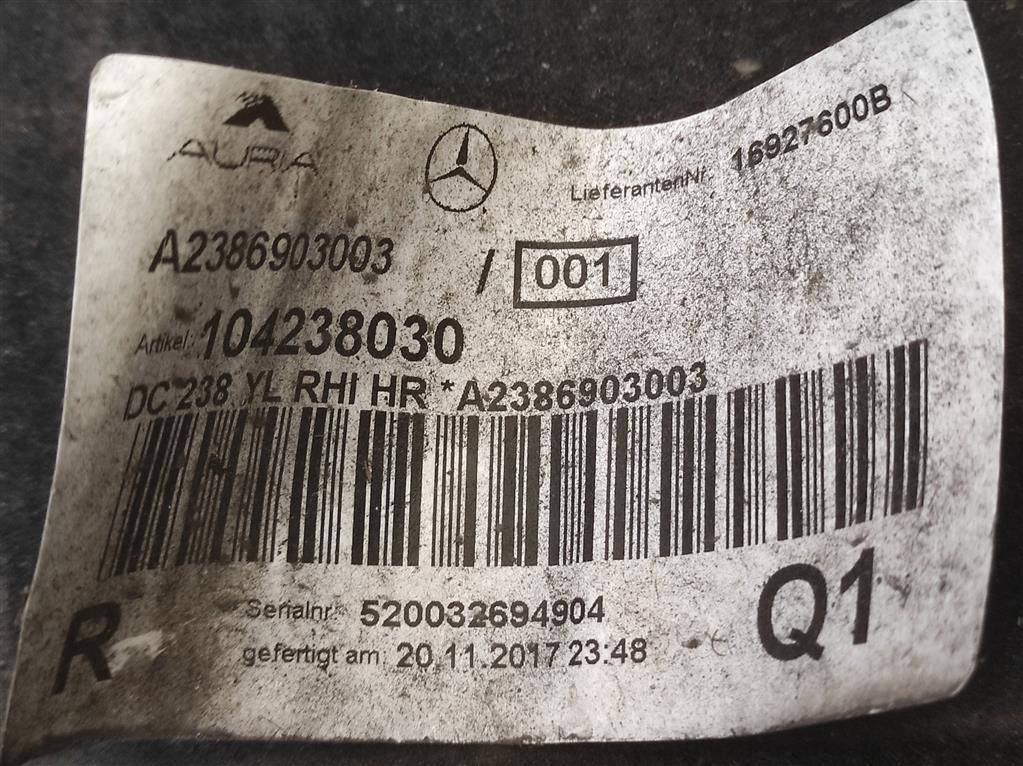 AURIA
LieferantenNr. 16927600B
A2386903003 / 001
Artikel: 104238030
DC 238 YL RHI HR *A2386903003
R
Serialnr: 520032694904
gefertigt am: 20.11.2017 23:48
Q1